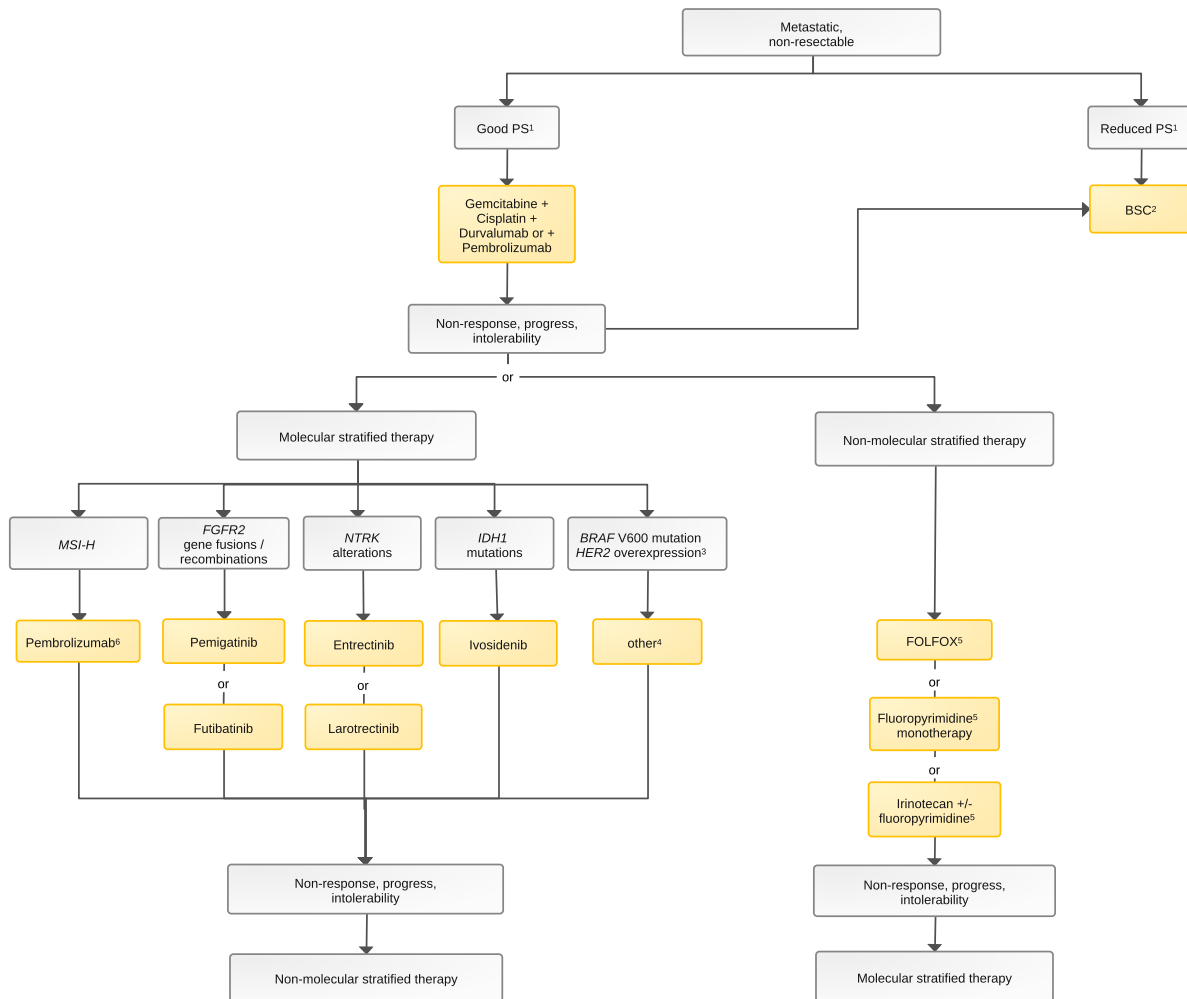 Metastatic,
non-resectable
Good PS¹
Reduced PS¹
Gemcitabine +
Cisplatin +
Durvalumab or +
Pembrolizumab
BSC²
Non-response, progress,
intolerability
or
Molecular stratified therapy
Non-molecular stratified therapy
MSI-H
FGFR2
gene fusions /
recombinations
NTRK
alterations
IDH1
mutations
BRAF V600 mutation
HER2 overexpression³
Pembrolizumab⁶
Pemigatinib
Entrectinib
Ivosidenib
other⁴
FOLFOX⁵
or
or
or
Futibatinib
Larotrectinib
Fluoropyrimidine⁵
monotherapy
or
Irinotecan +/-
fluoropyrimidine⁵
Non-response, progress,
intolerability
Non-response, progress,
intolerability
Non-molecular stratified therapy
Molecular stratified therapy